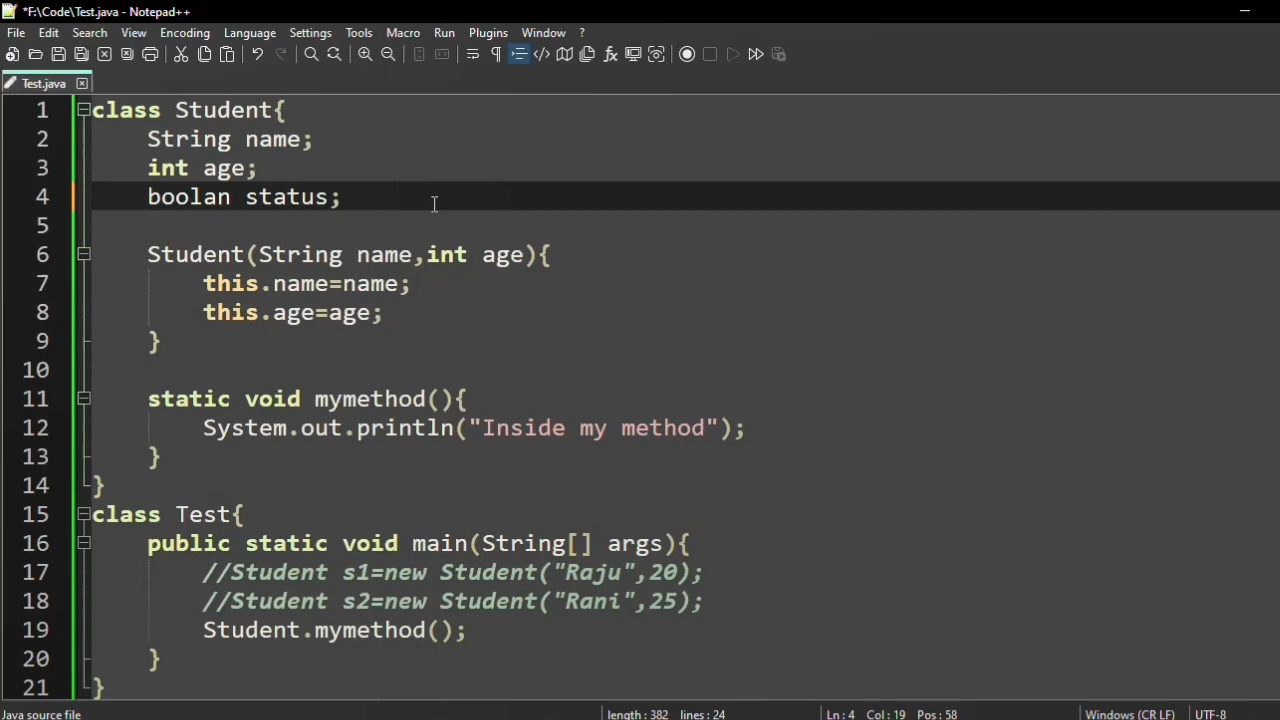 *F:\Code\Test.java - Notepad++
File Edit Search View Encoding Language Settings Tools Macro Run Plugins Window ?
Test.java
1 class Student{
2 String name;
3 int age;
4 boolan status;
5
6 Student(String name,int age){
7 this.name=name;
8 this.age=age;
9 }
10
11 static void mymethod(){
12 System.out.println("Inside my method");
13 }
14 }
15 class Test{
16 public static void main(String[] args){
17 //Student s1=new Student("Raju",20);
18 //Student s2=new Student("Rani",25);
19 Student.mymethod();
20 }
21 }
Java source file length : 382 lines : 24 Ln : 4 Col : 19 Pos : 58 Windows (CR LF) UTF-8